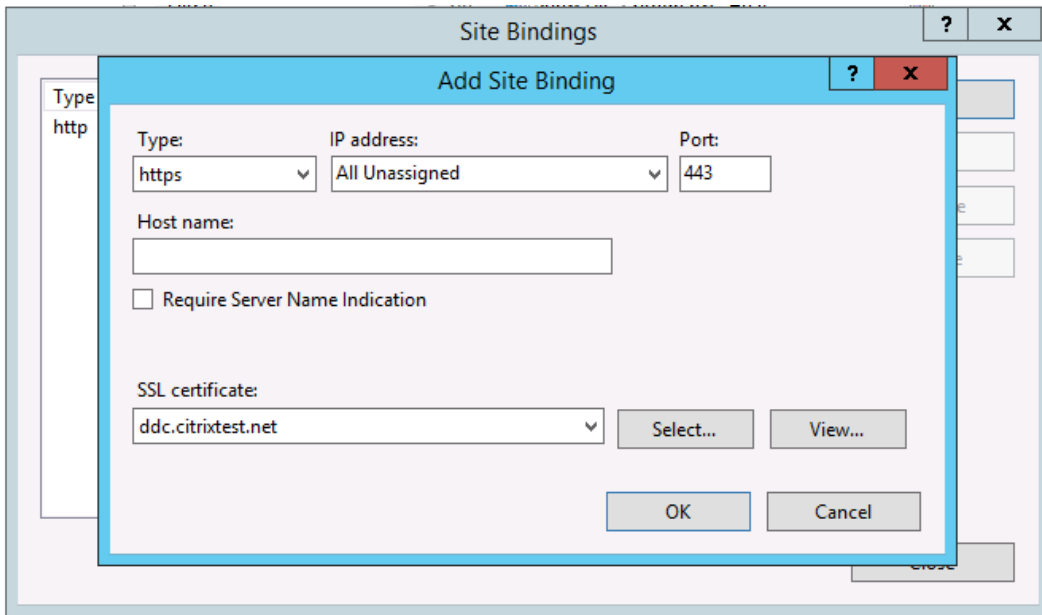 Site Bindings
? x
Add Site Binding
? x
Type
http
Type:
IP address:
Port:
https
All Unassigned
443
Host name:
Require Server Name Indication
SSL certificate:
ddc.citrixtest.net
Select...
View...
OK
Cancel